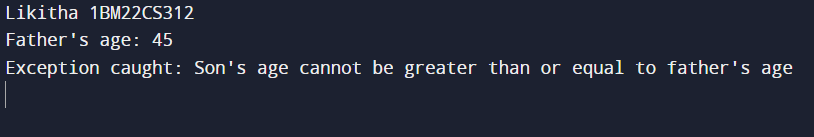 Likitha 1BM22CS312
Father's age: 45
Exception caught: Son's age cannot be greater than or equal to father's age